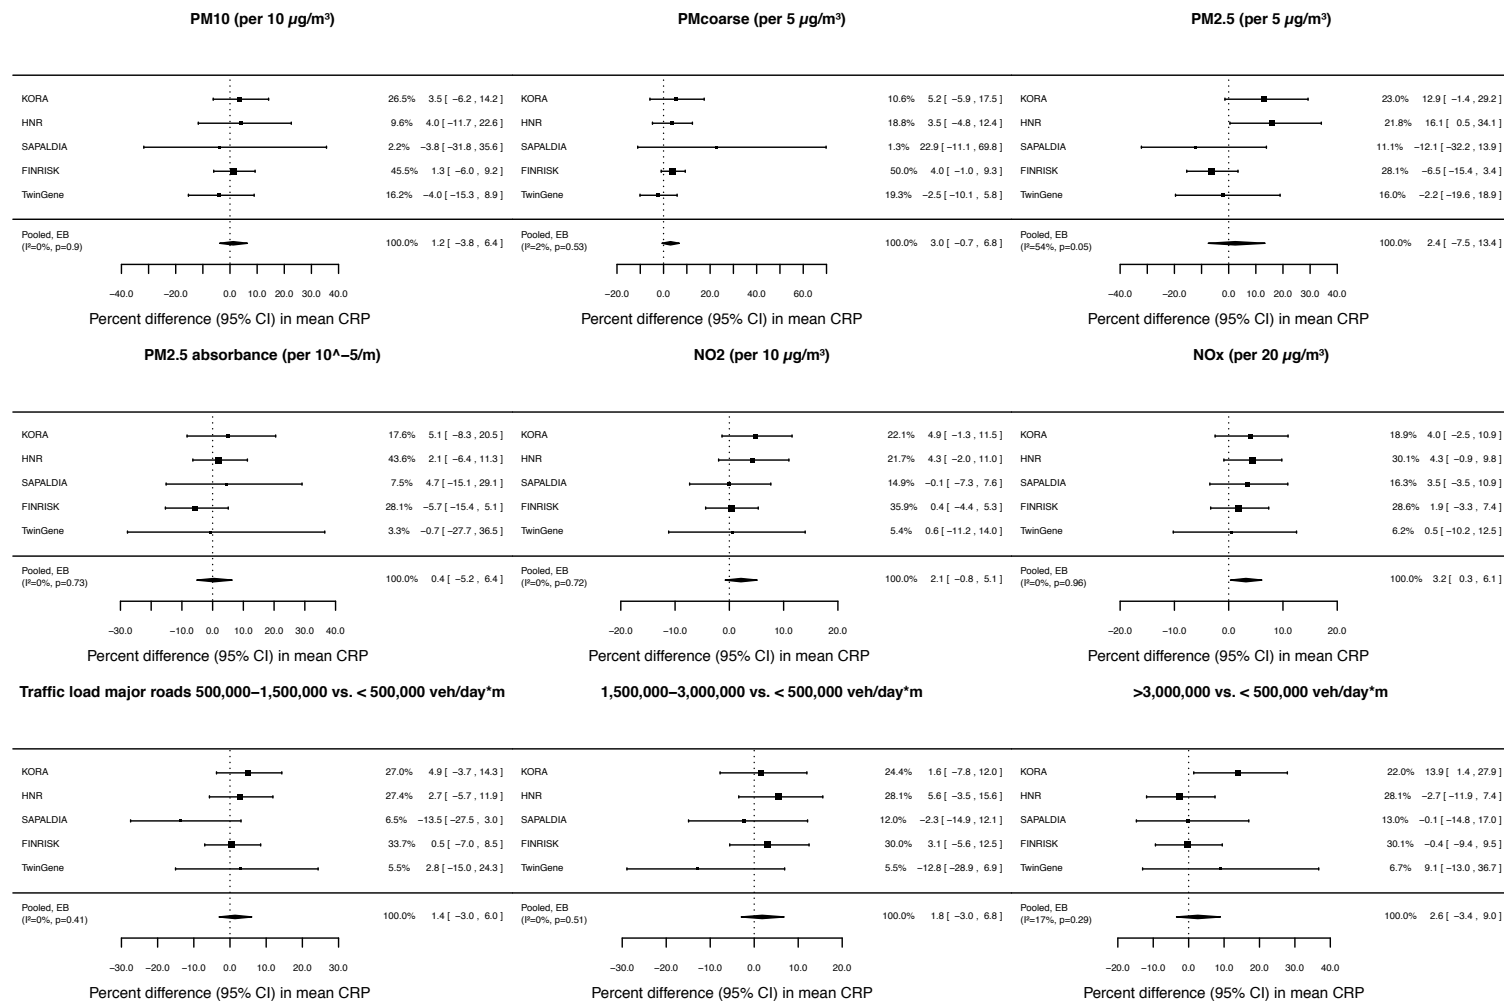 PM10 (per 10 µg/m³)
KORA 26.5% 3.5 [ −6.2 , 14.2 ]
HNR 9.6% 4.0 [ −11.7 , 22.6 ]
SAPALDIA 2.2% −3.8 [ −31.8 , 35.6 ]
FINRISK 45.5% 1.3 [ −6.0 , 9.2 ]
TwinGene 16.2% −4.0 [ −15.3 , 8.9 ]
Pooled, EB 100.0% 1.2 [ −3.8 , 6.4 ]
(I²=0%, p=0.9)
−40.0 −20.0 0.0 10.0 20.0 30.0 40.0
Percent difference (95% CI) in mean CRP
PMcoarse (per 5 µg/m³)
KORA 10.6% 5.2 [ −5.9 , 17.5 ]
HNR 18.8% 3.5 [ −4.8 , 12.4 ]
SAPALDIA 1.3% 22.9 [ −11.1 , 69.8 ]
FINRISK 50.0% 4.0 [ −1.0 , 9.3 ]
TwinGene 19.3% −2.5 [ −10.1 , 5.8 ]
Pooled, EB 100.0% 3.0 [ −0.7 , 6.8 ]
(I²=2%, p=0.53)
−20.0 0.0 20.0 40.0 60.0
Percent difference (95% CI) in mean CRP
PM2.5 (per 5 µg/m³)
KORA 23.0% 12.9 [ −1.4 , 29.2 ]
HNR 21.8% 16.1 [ 0.5 , 34.1 ]
SAPALDIA 11.1% −12.1 [ −32.2 , 13.9 ]
FINRISK 28.1% −6.5 [ −15.4 , 3.4 ]
TwinGene 16.0% −2.2 [ −19.6 , 18.9 ]
Pooled, EB 100.0% 2.4 [ −7.5 , 13.4 ]
(I²=54%, p=0.05)
−40.0 −20.0 0.0 10.0 20.0 30.0 40.0
Percent difference (95% CI) in mean CRP
PM2.5 absorbance (per 10^−5/m)
KORA 17.6% 5.1 [ −8.3 , 20.5 ]
HNR 43.6% 2.1 [ −6.4 , 11.3 ]
SAPALDIA 7.5% 4.7 [ −15.1 , 29.1 ]
FINRISK 28.1% −5.7 [ −15.4 , 5.1 ]
TwinGene 3.3% −0.7 [ −27.7 , 36.5 ]
Pooled, EB 100.0% 0.4 [ −5.2 , 6.4 ]
(I²=0%, p=0.73)
−30.0 −10.0 0.0 10.0 20.0 30.0 40.0
Percent difference (95% CI) in mean CRP
NO2 (per 10 µg/m³)
KORA 22.1% 4.9 [ −1.3 , 11.5 ]
HNR 21.7% 4.3 [ −2.0 , 11.0 ]
SAPALDIA 14.9% −0.1 [ −7.3 , 7.6 ]
FINRISK 35.9% 0.4 [ −4.4 , 5.3 ]
TwinGene 5.4% 0.6 [ −11.2 , 14.0 ]
Pooled, EB 100.0% 2.1 [ −0.8 , 5.1 ]
(I²=0%, p=0.72)
−20.0 −10.0 0.0 10.0 20.0
Percent difference (95% CI) in mean CRP
NOx (per 20 µg/m³)
KORA 18.9% 4.0 [ −2.5 , 10.9 ]
HNR 30.1% 4.3 [ −0.9 , 9.8 ]
SAPALDIA 16.3% 3.5 [ −3.5 , 10.9 ]
FINRISK 28.6% 1.9 [ −3.3 , 7.4 ]
TwinGene 6.2% 0.5 [ −10.2 , 12.5 ]
Pooled, EB 100.0% 3.2 [ 0.3 , 6.1 ]
(I²=0%, p=0.96)
−20.0 −10.0 0.0 10.0 20.0
Percent difference (95% CI) in mean CRP
Traffic load major roads 500,000−1,500,000 vs. < 500,000 veh/day*m
KORA 27.0% 4.9 [ −3.7 , 14.3 ]
HNR 27.4% 2.7 [ −5.7 , 11.9 ]
SAPALDIA 6.5% −13.5 [ −27.5 , 3.0 ]
FINRISK 33.7% 0.5 [ −7.0 , 8.5 ]
TwinGene 5.5% 2.8 [ −15.0 , 24.3 ]
Pooled, EB 100.0% 1.4 [ −3.0 , 6.0 ]
(I²=0%, p=0.41)
−30.0 −20.0 −10.0 0.0 10.0 20.0 30.0
Percent difference (95% CI) in mean CRP
1,500,000−3,000,000 vs. < 500,000 veh/day*m
KORA 24.4% 1.6 [ −7.8 , 12.0 ]
HNR 28.1% 5.6 [ −3.5 , 15.6 ]
SAPALDIA 12.0% −2.3 [ −14.9 , 12.1 ]
FINRISK 30.0% 3.1 [ −5.6 , 12.5 ]
TwinGene 5.5% −12.8 [ −28.9 , 6.9 ]
Pooled, EB 100.0% 1.8 [ −3.0 , 6.8 ]
(I²=0%, p=0.51)
−30.0 −20.0 −10.0 0.0 10.0 20.0
Percent difference (95% CI) in mean CRP
>3,000,000 vs. < 500,000 veh/day*m
KORA 22.0% 13.9 [ 1.4 , 27.9 ]
HNR 28.1% −2.7 [ −11.9 , 7.4 ]
SAPALDIA 13.0% −0.1 [ −14.8 , 17.0 ]
FINRISK 30.1% −0.4 [ −9.4 , 9.5 ]
TwinGene 6.7% 9.1 [ −13.0 , 36.7 ]
Pooled, EB 100.0% 2.6 [ −3.4 , 9.0 ]
(I²=17%, p=0.29)
−20.0 −10.0 0.0 10.0 20.0 30.0 40.0
Percent difference (95% CI) in mean CRP